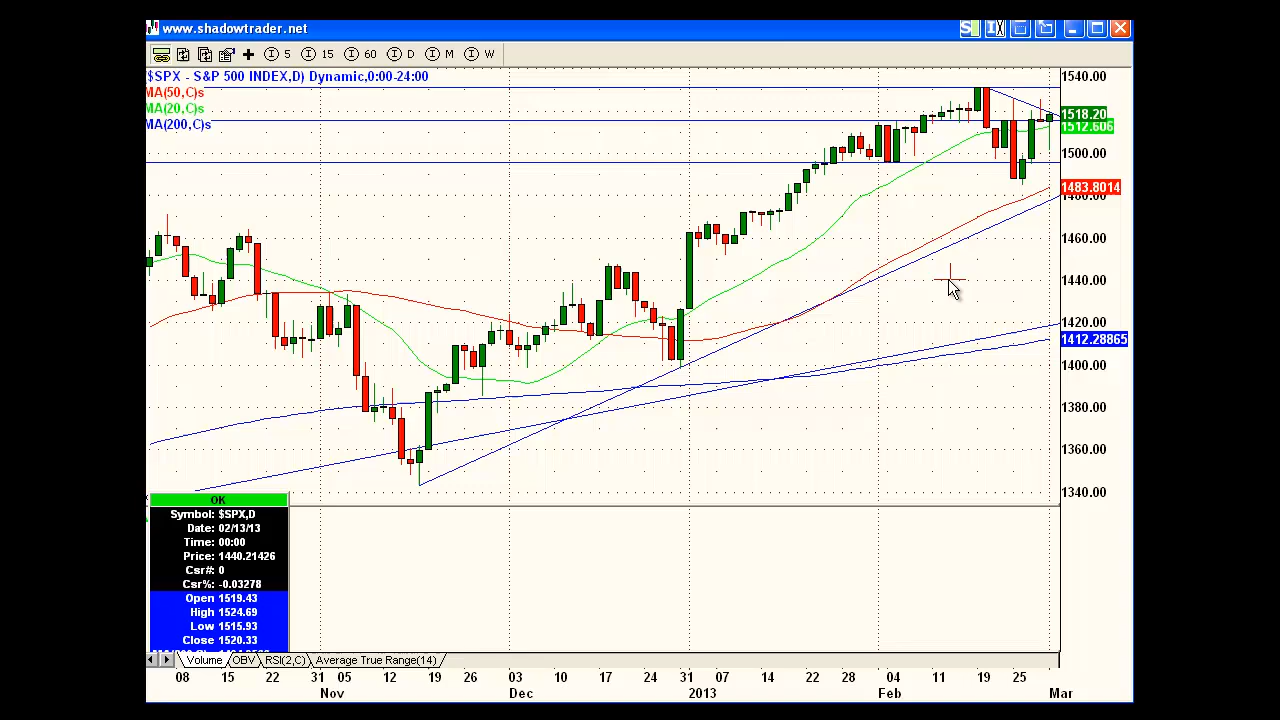 www.shadowtrader.net
5 15 60 D M W
$SPX - S&P 500 INDEX,D) Dynamic,0:00-24:00
MA(50,C)s
MA(20,C)s
MA(200,C)s
1540.00
1518.20
1512.606
1500.00
1483.8014
1480.00
1460.00
1440.00
1420.00
1412.28865
1400.00
1380.00
1360.00
1340.00
OK
Symbol: $SPX,D
Date: 02/13/13
Time: 00:00
Price: 1440.21426
Csr#: 0
Csr%: -0.03278
Open 1519.43
High 1524.69
Low 1515.93
Close 1520.33
Volume OBV RSI(2,C) Average True Range(14)
08 15 22 31 05 12 19 26 03 10 17 24 31 07 14 22 28 04 11 19 25
Nov Dec 2013 Feb Mar